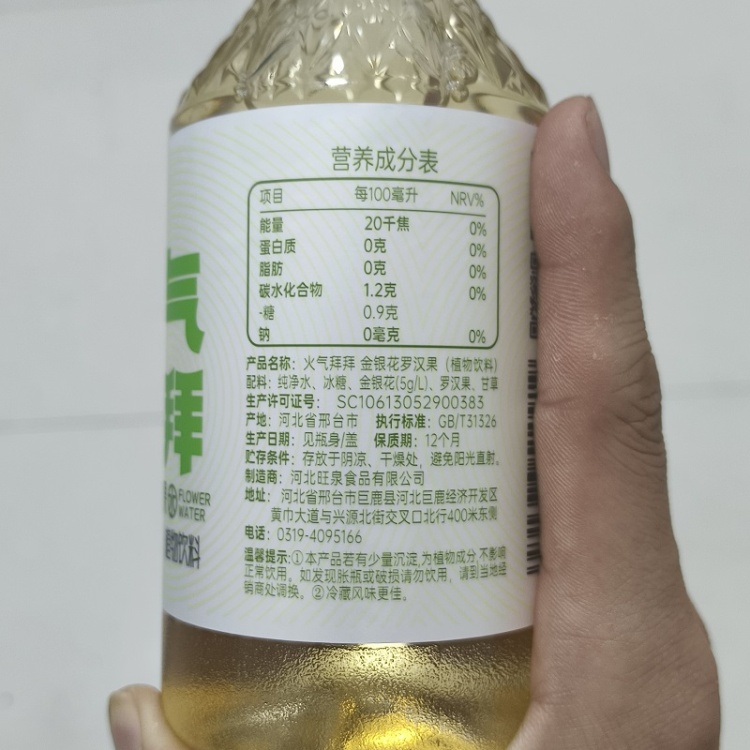 营养成分表
项目 每100毫升 NRV%
能量 20千焦 0%
蛋白质 0克 0%
脂肪 0克 0%
碳水化合物 1.2克 0%
-糖 0.9克
钠 0毫克 0%
产品名称：火气拜拜 金银花罗汉果（植物饮料）
配料：纯净水、冰糖、金银花(5g/L)、罗汉果、甘草
生产许可证号： SC10613052900383
产地：河北省邢台市 执行标准：GB/T31326
生产日期：见瓶身/盖 保质期：12个月
贮存条件：存放于阴凉、干燥处，避免阳光直射。
制造商：河北旺泉食品有限公司
地址：河北省邢台市巨鹿县河北巨鹿经济开发区
黄巾大道与兴源北街交叉口北行400米东侧
电话：0319-4095166
温馨提示:①本产品若有少量沉淀,为植物成分,不影响
正常饮用。如发现胀瓶或破损请勿饮用，请到当地经
销商处调换。②冷藏风味更佳。
气
拜
FLOWER
WATER
植物饮料